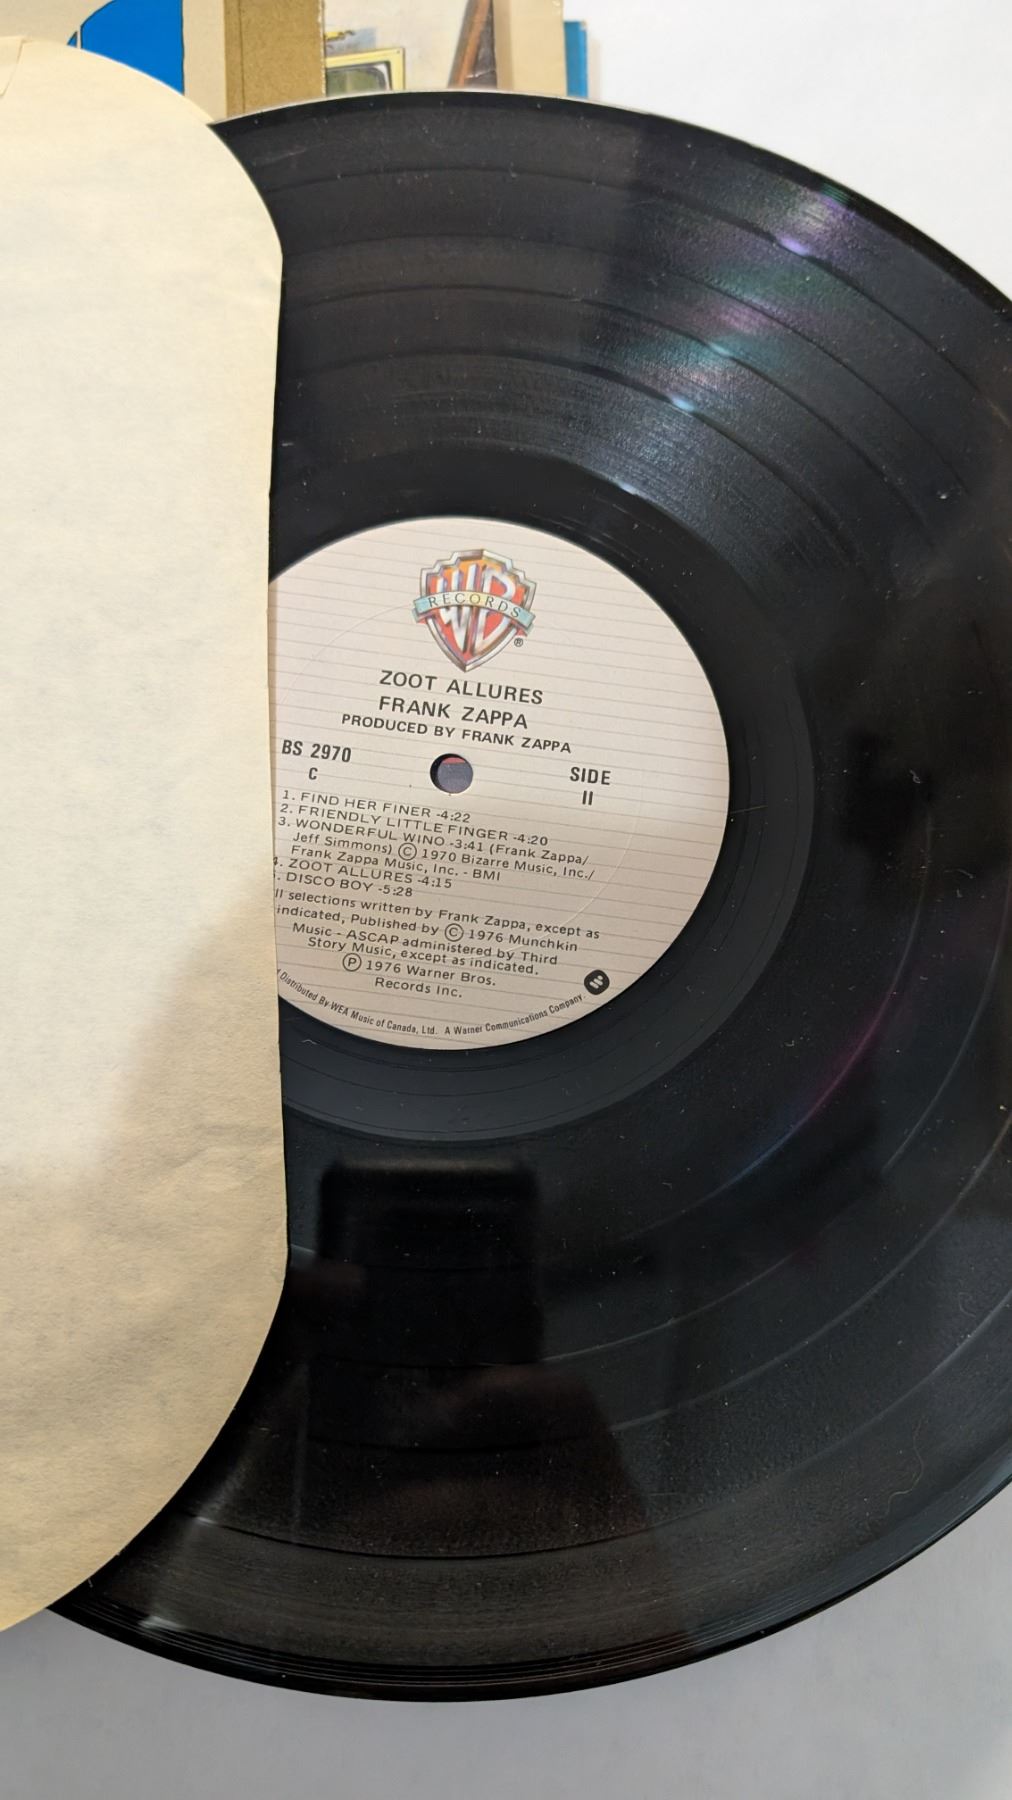 WB
RECORDS
®
ZOOT ALLURES
FRANK ZAPPA
PRODUCED BY FRANK ZAPPA
BS 2970
C
SIDE
II
1. FIND HER FINER -4:22
2. FRIENDLY LITTLE FINGER -4:20
3. WONDERFUL WINO -3:41 (Frank Zappa/
Jeff Simmons) © 1970 Bizarre Music, Inc./
Frank Zappa Music, Inc. - BMI
4. ZOOT ALLURES -4:15
. DISCO BOY -5:28
ll selections written by Frank Zappa, except as
indicated, Published by © 1976 Munchkin
Music - ASCAP administered by Third
Story Music, except as indicated.
Ⓟ 1976 Warner Bros.
Records Inc.
Distributed By WEA Music of Canada, Ltd. A Warner Communications Company.